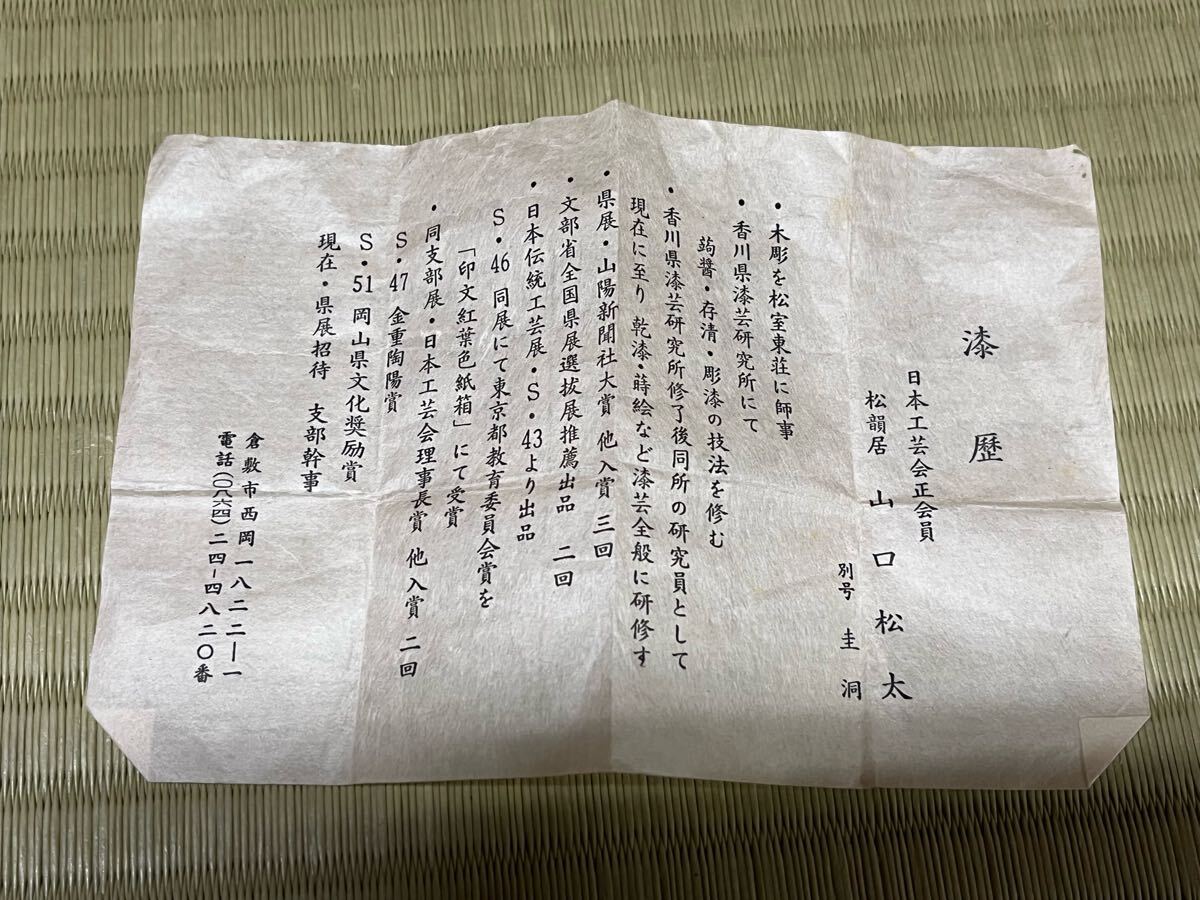 漆歴
日本工芸会正会員
松韻居 山口松太
別号 圭洞
・木彫を松室東荘に師事
・香川県漆芸研究所にて
蒟醤・存清・彫漆の技法を修む
・香川県漆芸研究所修了後同所の研究員として
現在に至り 乾漆・蒔絵など漆芸全般に研修す
・県展・山陽新聞社大賞 他入賞 三回
・文部省全国県展選抜展推薦出品 二回
・日本伝統工芸展・S・43より出品
S・46 同展にて東京都教育委員会賞を
「印文紅葉色紙箱」にて受賞
・同支部展・日本工芸会理事長賞 他入賞 二回
S・47 金重陶陽賞
S・51 岡山県文化奨励賞
現在・県展招待 支部幹事
倉敷市西岡一八二二―一
電話(〇八六四)二四-四八二〇番